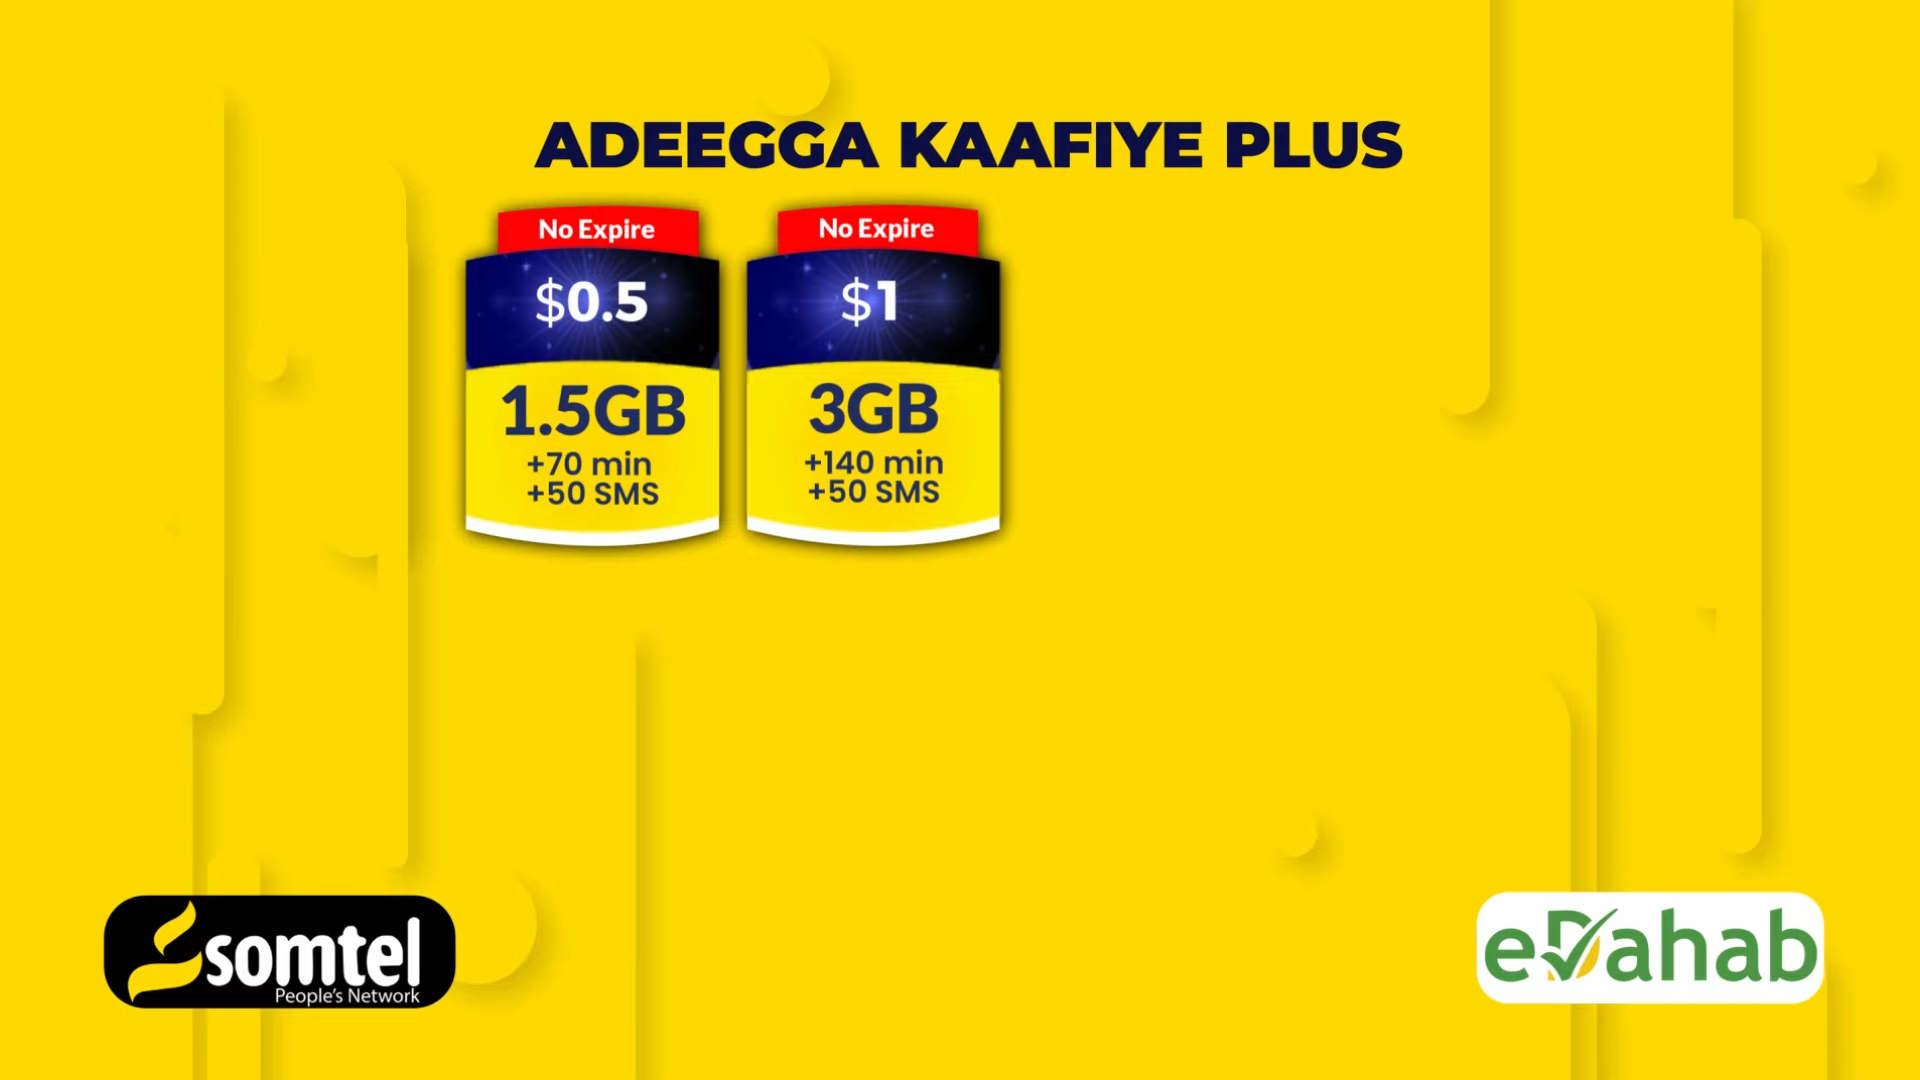 ADEEGGA KAAFIYE PLUS
No Expire
$0.5
1.5GB
+70 min
+50 SMS
No Expire
$1
3GB
+140 min
+50 SMS
somtel
People's Network
eDahab